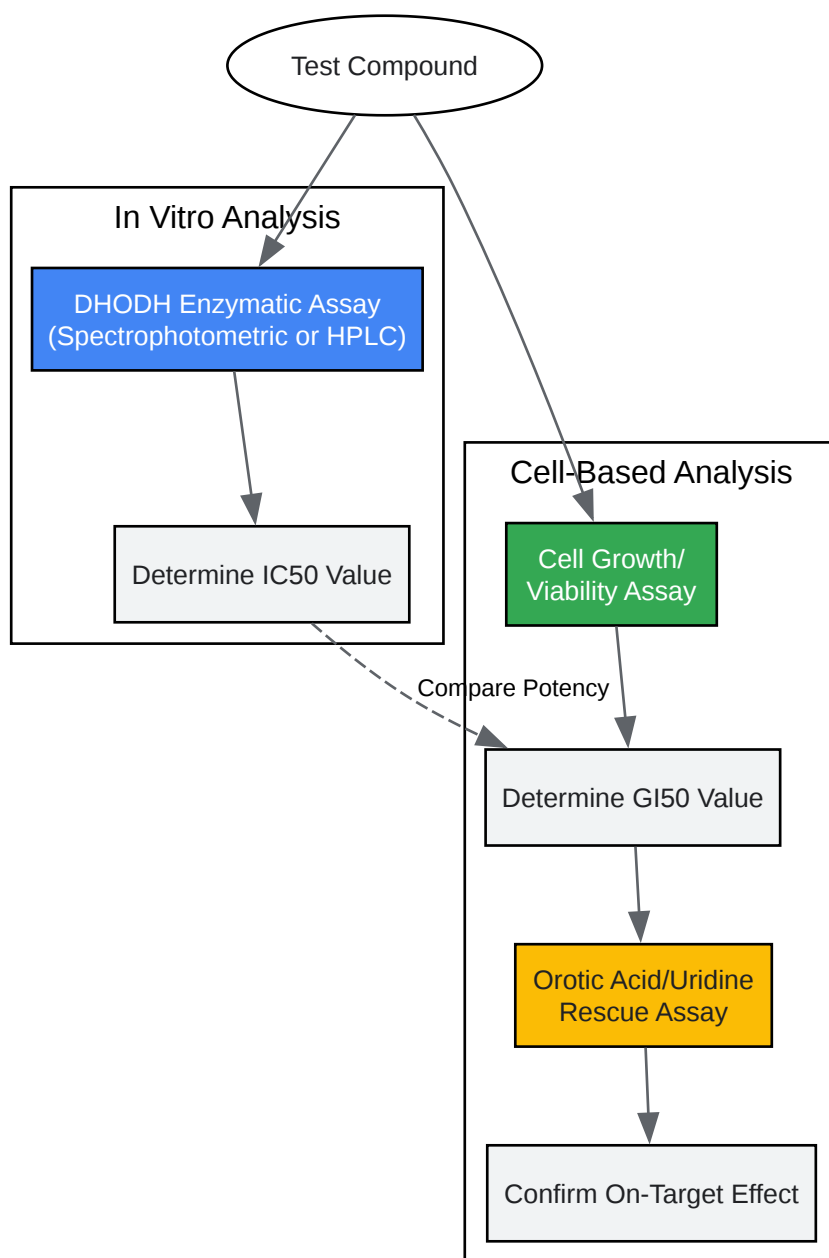 Test Compound
In Vitro Analysis
DHODH Enzymatic Assay
(Spectrophotometric or HPLC)
Determine IC50 Value
Cell-Based Analysis
Cell Growth/
Viability Assay
Compare Potency
Determine GI50 Value
Orotic Acid/Uridine
Rescue Assay
Confirm On-Target Effect